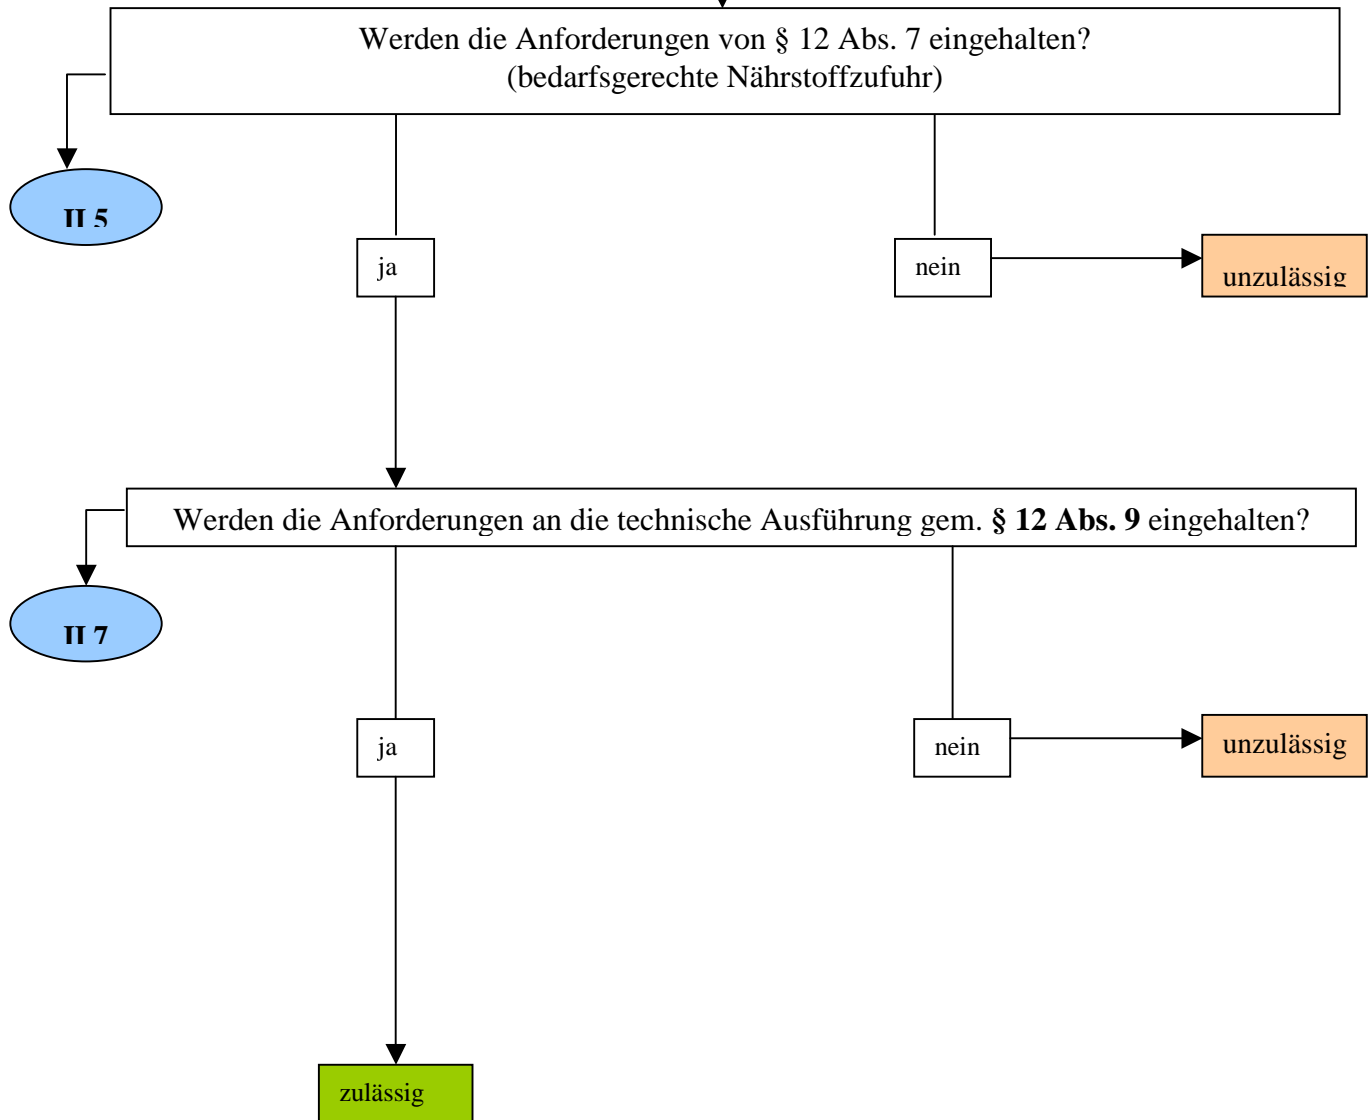 Werden die Anforderungen von § 12 Abs. 7 eingehalten?
(bedarfsgerechte Nährstoffzufuhr)
II 5
ja
nein
unzulässig
Werden die Anforderungen an die technische Ausführung gem. § 12 Abs. 9 eingehalten?
II 7
ja
nein
unzulässig
zulässig